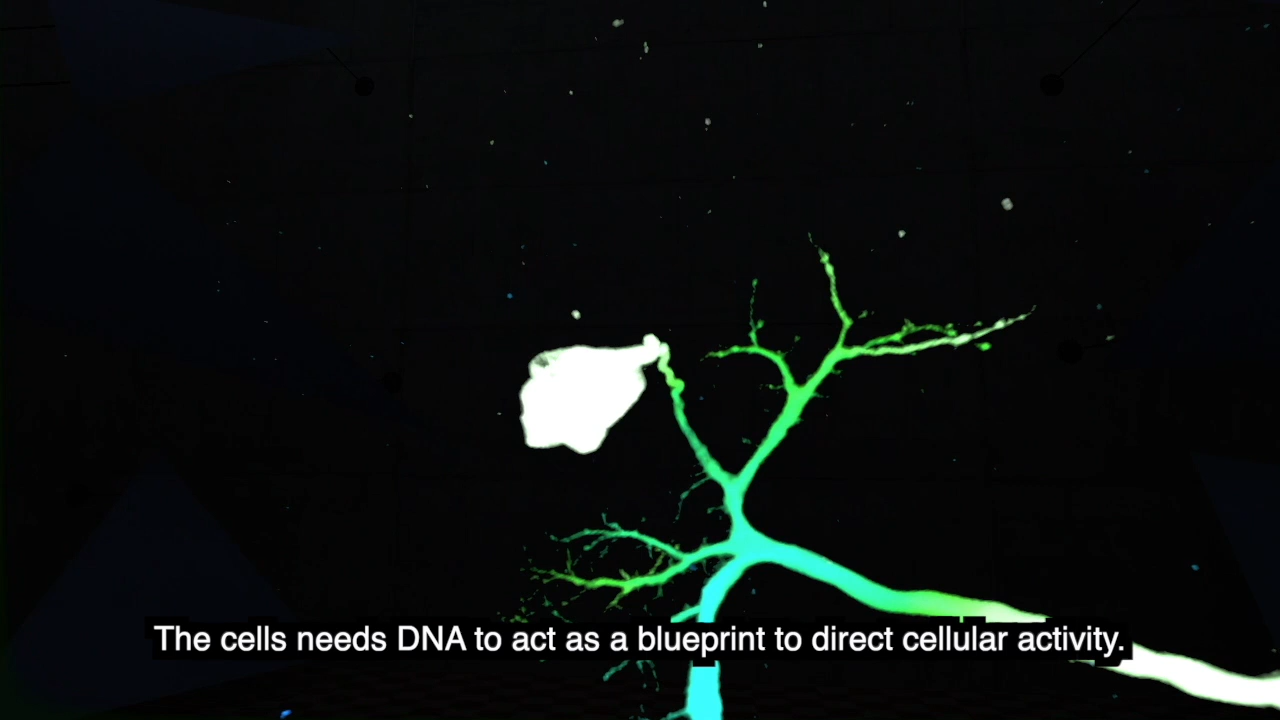 The cells needs DNA to act as a blueprint to direct cellular activity.